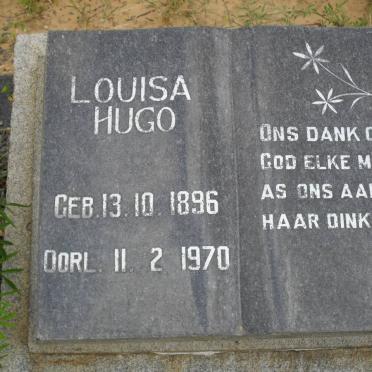 LOUISA
HUGO
GEB. 13. 10. 1896
OORL. 11. 2 1970
ONS DANK
GOD ELKE
AS ONS
HAAR DINK